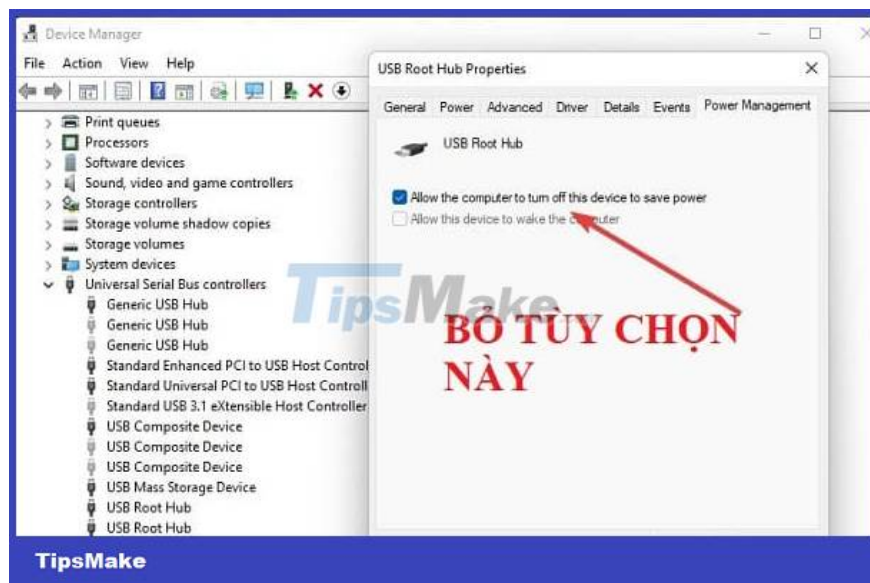 Device Manager
File Action View Help
Print queues
Processors
Software devices
Sound, video and game controllers
Storage controllers
Storage volume shadow copies
Storage volumes
System devices
Universal Serial Bus controllers
Generic USB Hub
Generic USB Hub
Generic USB Hub
Standard Enhanced PCI to USB Host Control
Standard Universal PCI to USB Host Controll
Standard USB 3.1 eXtensible Host Controller
USB Composite Device
USB Composite Device
USB Composite Device
USB Mass Storage Device
USB Root Hub
USB Root Hub
USB Root Hub Properties
General Power Advanced Driver Details Events Power Management
USB Root Hub
Allow the computer to turn off this device to save power
Allow this device to wake the computer
TipsMake
BỎ TÙY CHỌN
NÀY
TipsMake